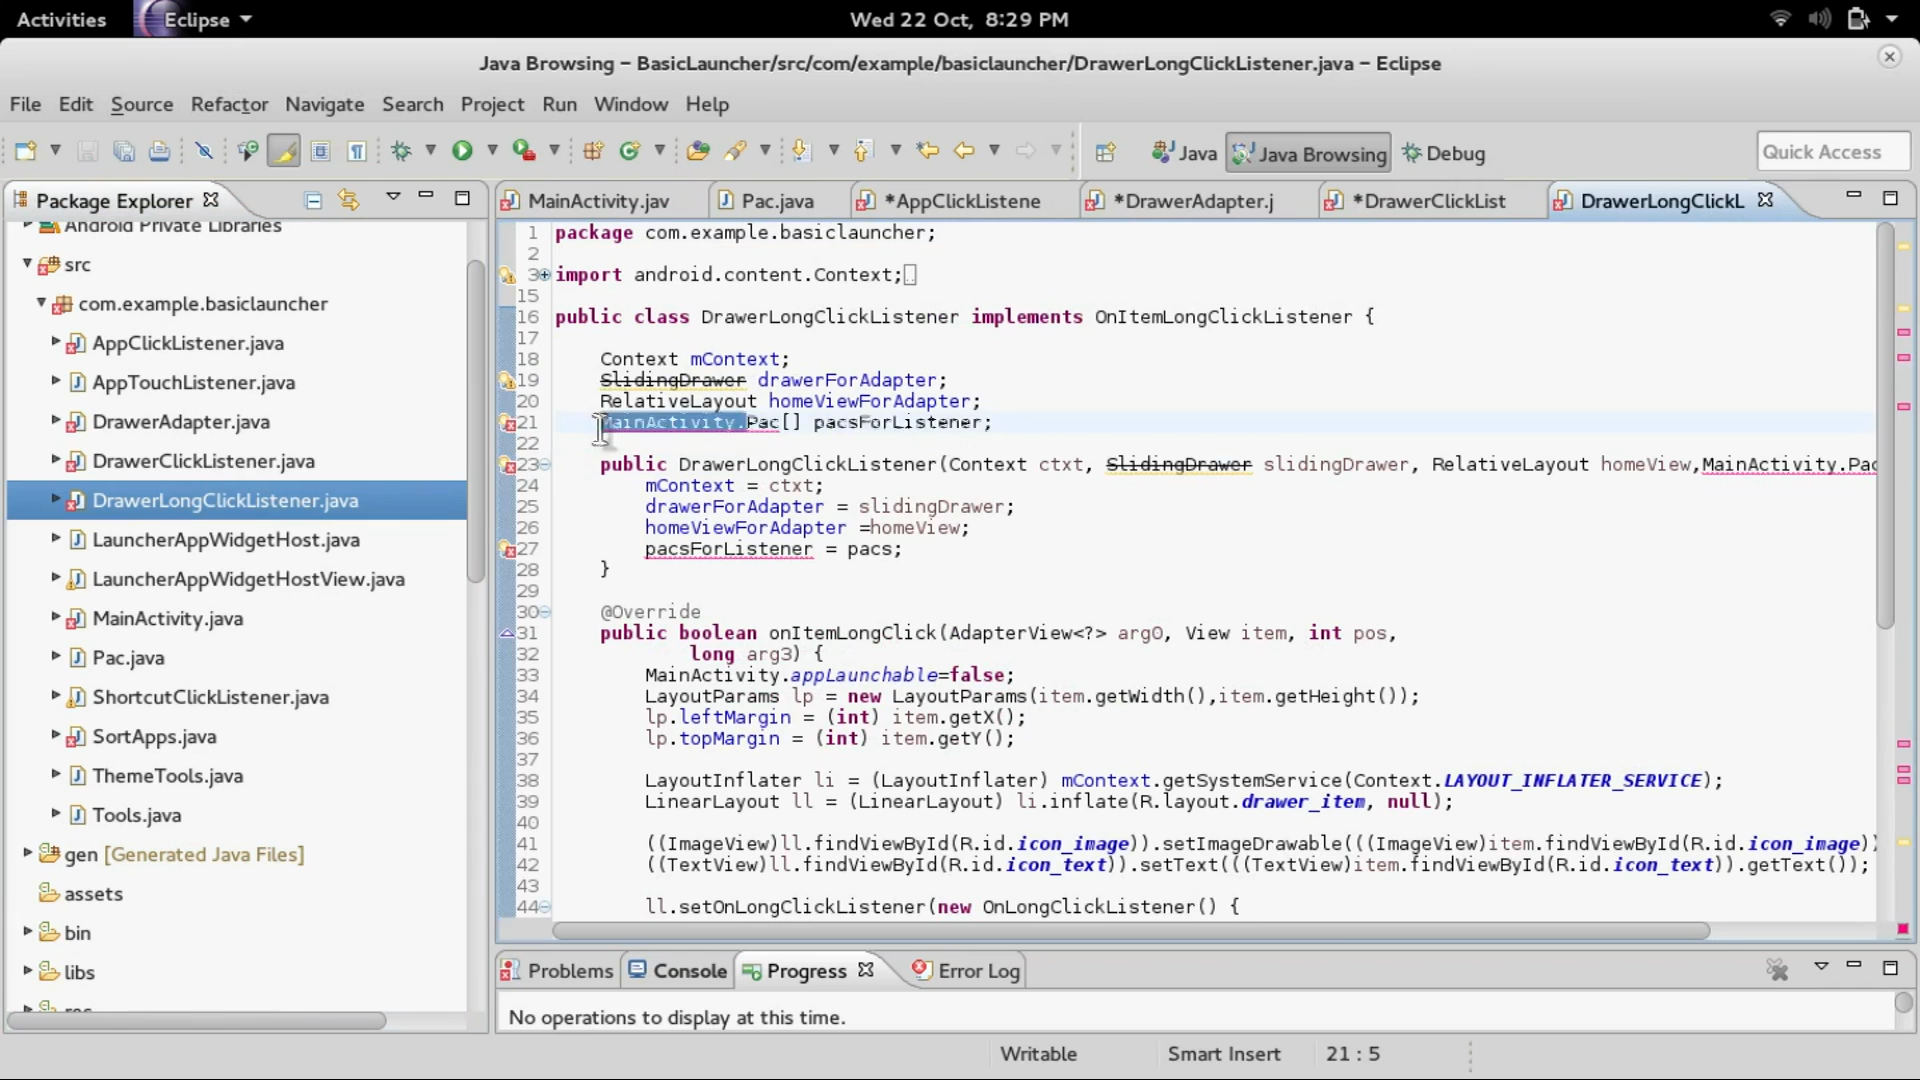 Activities Eclipse Wed 22 Oct, 8:29 PM
Java Browsing – BasicLauncher/src/com/example/basiclauncher/DrawerLongClickListener.java – Eclipse
File Edit Source Refactor Navigate Search Project Run Window Help
Java Java Browsing Debug Quick Access
Package Explorer
Android Private Libraries
src
com.example.basiclauncher
AppClickListener.java
AppTouchListener.java
DrawerAdapter.java
DrawerClickListener.java
DrawerLongClickListener.java
LauncherAppWidgetHost.java
LauncherAppWidgetHostView.java
MainActivity.java
Pac.java
ShortcutClickListener.java
SortApps.java
ThemeTools.java
Tools.java
gen [Generated Java Files]
assets
bin
libs
MainActivity.jav Pac.java *AppClickListene *DrawerAdapter.j *DrawerClickList DrawerLongClickL
1 package com.example.basiclauncher;
2
3 import android.content.Context;
15
16 public class DrawerLongClickListener implements OnItemLongClickListener {
17
18 Context mContext;
19 SlidingDrawer drawerForAdapter;
20 RelativeLayout homeViewForAdapter;
21 MainActivity.Pac[] pacsForListener;
22
23 public DrawerLongClickListener(Context ctxt, SlidingDrawer slidingDrawer, RelativeLayout homeView,MainActivity.Pac
24 mContext = ctxt;
25 drawerForAdapter = slidingDrawer;
26 homeViewForAdapter =homeView;
27 pacsForListener = pacs;
28 }
29
30 @Override
31 public boolean onItemLongClick(AdapterView<?> arg0, View item, int pos,
32 long arg3) {
33 MainActivity.appLaunchable=false;
34 LayoutParams lp = new LayoutParams(item.getWidth(),item.getHeight());
35 lp.leftMargin = (int) item.getX();
36 lp.topMargin = (int) item.getY();
37
38 LayoutInflater li = (LayoutInflater) mContext.getSystemService(Context.LAYOUT_INFLATER_SERVICE);
39 LinearLayout ll = (LinearLayout) li.inflate(R.layout.drawer_item, null);
40
41 ((ImageView)ll.findViewById(R.id.icon_image)).setImageDrawable(((ImageView)item.findViewById(R.id.icon_image))
42 ((TextView)ll.findViewById(R.id.icon_text)).setText(((TextView)item.findViewById(R.id.icon_text)).getText());
43
44 ll.setOnLongClickListener(new OnLongClickListener() {
Problems Console Progress Error Log
No operations to display at this time.
Writable Smart Insert 21 : 5